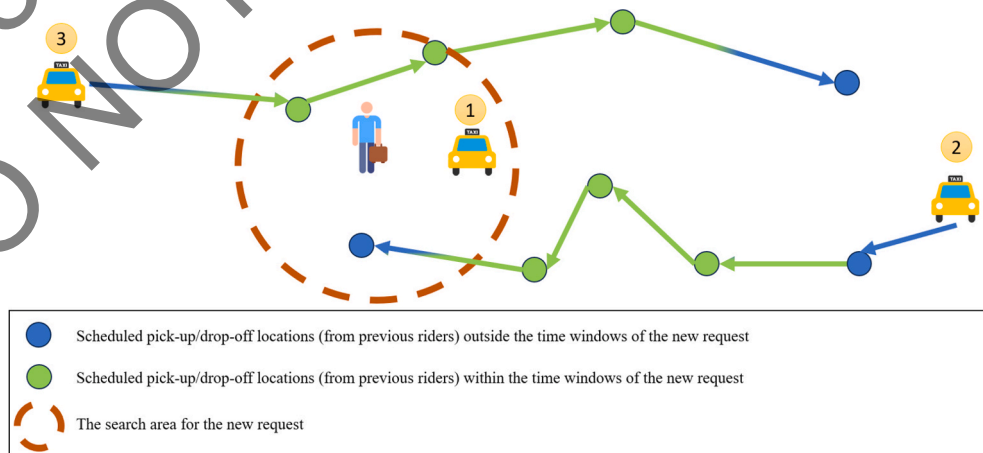 3
TAXI
1
TAXI
2
TAXI
Scheduled pick-up/drop-off locations (from previous riders) outside the time windows of the new request
Scheduled pick-up/drop-off locations (from previous riders) within the time windows of the new request
The search area for the new request